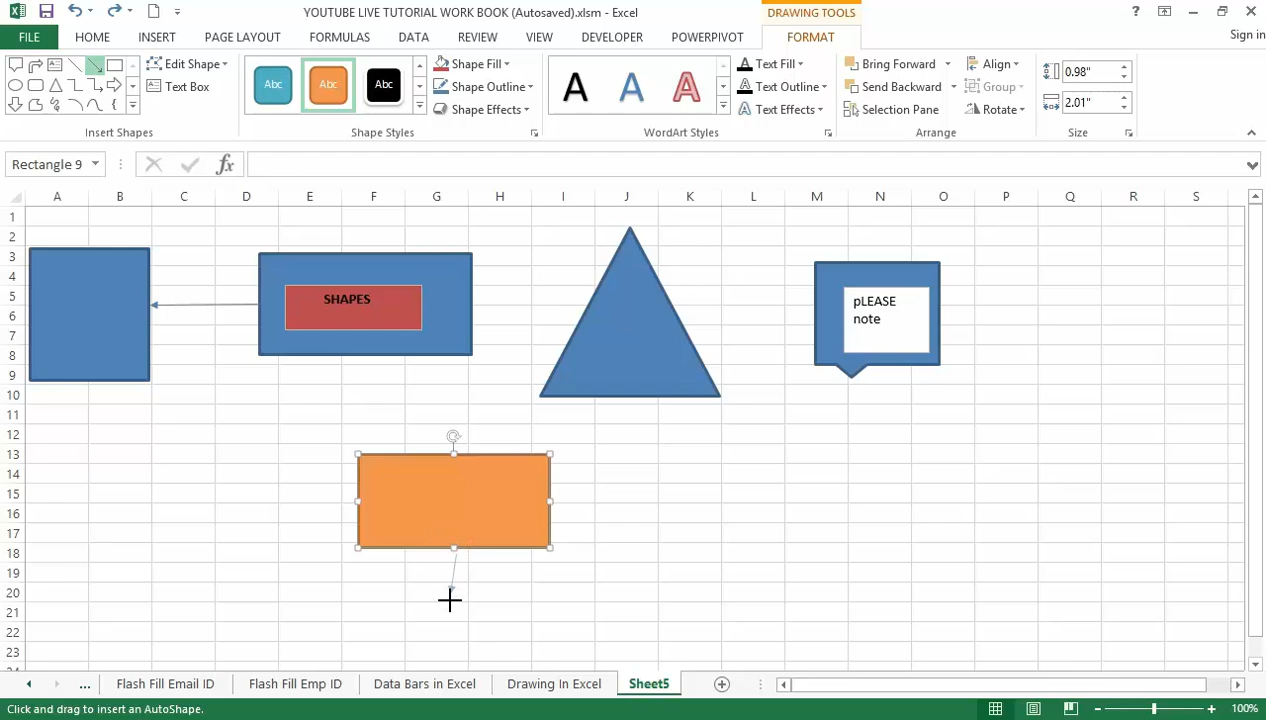 YOUTUBE LIVE TUTORIAL WORK BOOK (Autosaved).xlsm - Excel
DRAWING TOOLS
?
FILE
HOME
INSERT
PAGE LAYOUT
FORMULAS
DATA
REVIEW
VIEW
DEVELOPER
POWERPIVOT
FORMAT
Sign in
Edit Shape
Text Box
Insert Shapes
Abc
Abc
Abc
Shape Fill
Shape Outline
Shape Effects
Shape Styles
A
A
A
Text Fill
Text Outline
Text Effects
WordArt Styles
Bring Forward
Send Backward
Selection Pane
Align
Group
Rotate
Arrange
0.98"
2.01"
Size
Rectangle 9
fx
A B C D E F G H I J K L M N O P Q R S
1
2
3
4
5
6
7
8
9
10
11
12
13
14
15
16
17
18
19
20
21
22
23
SHAPES
pLEASE
note
...
Flash Fill Email ID
Flash Fill Emp ID
Data Bars in Excel
Drawing In Excel
Sheet5
Click and drag to insert an AutoShape.
100%